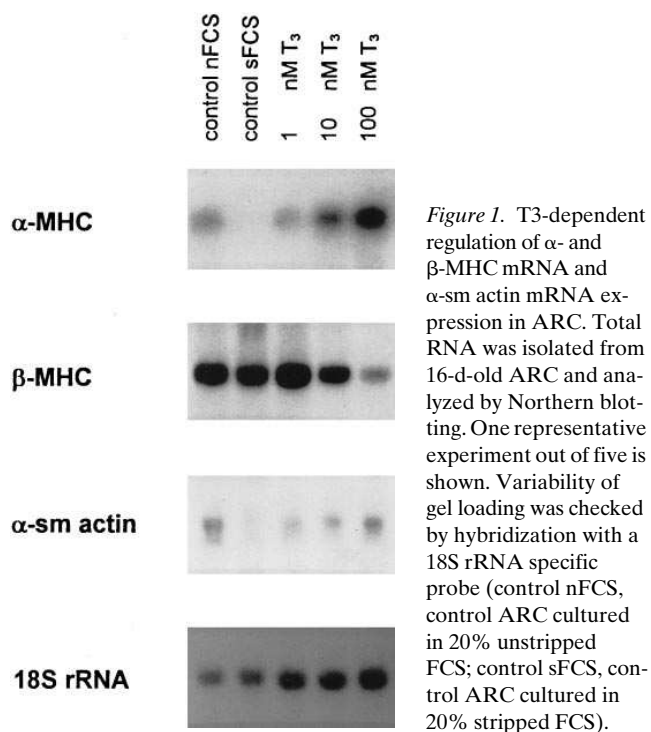 control nFCS
control sFCS
1 nM T₃
10 nM T₃
100 nM T₃
α-MHC
β-MHC
α-sm actin
18S rRNA
Figure 1. T3-dependent
regulation of α- and
β-MHC mRNA and
α-sm actin mRNA ex-
pression in ARC. Total
RNA was isolated from
16-d-old ARC and ana-
lyzed by Northern blot-
ting. One representative
experiment out of five is
shown. Variability of
gel loading was checked
by hybridization with a
18S rRNA specific
probe (control nFCS,
control ARC cultured
in 20% unstripped
FCS; control sFCS, con-
trol ARC cultured in
20% stripped FCS).